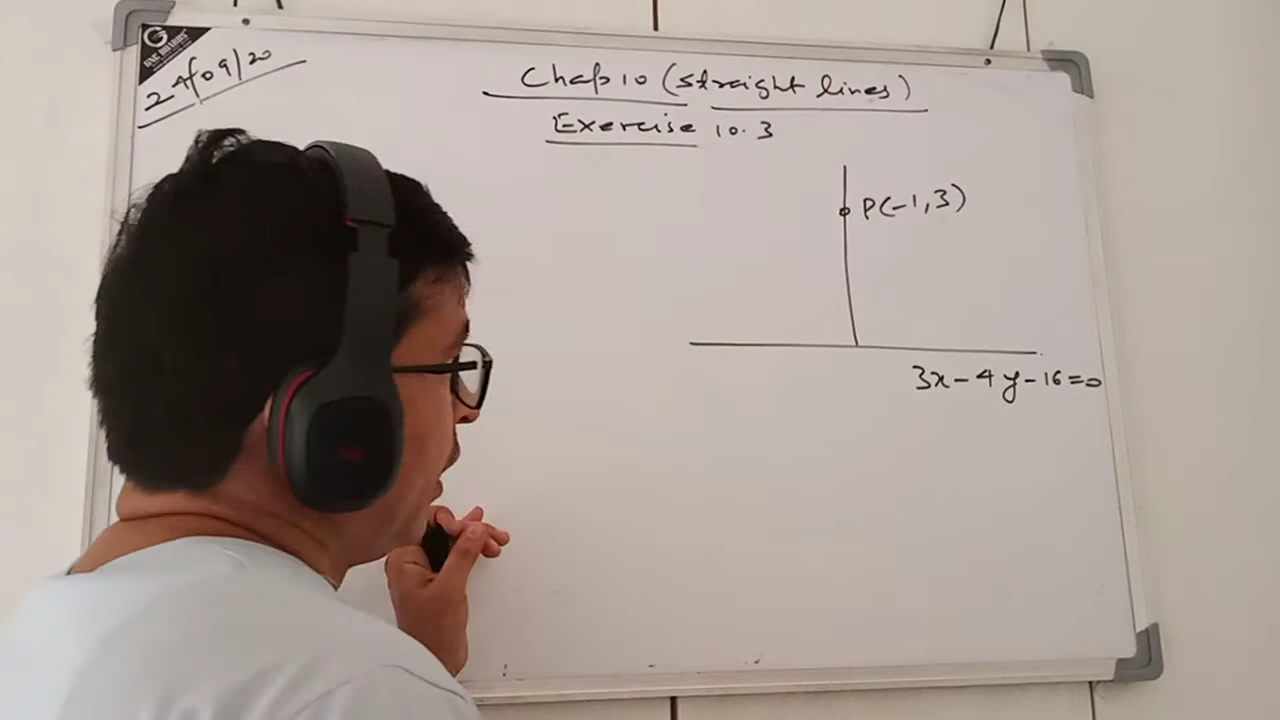 24/09/20
Chap 10 (straight lines)
Exercise 10.3
P(-1,3)
3x-4y-16=0